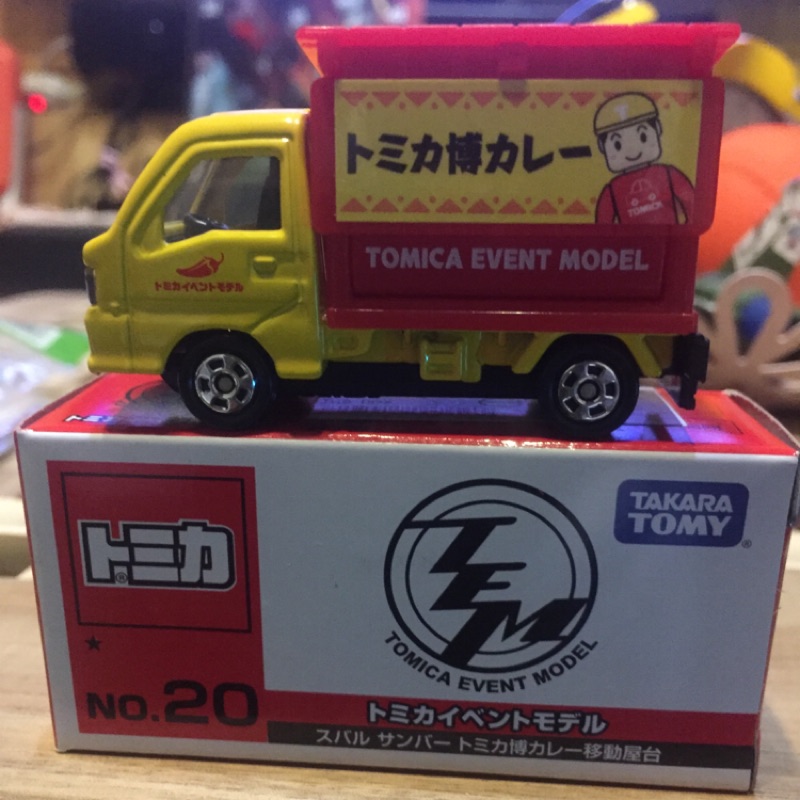 トミカ博カレー
TOMICA
TOMICA EVENT MODEL
トミカイベントモデル
トミカ®
TEM
TOMICA EVENT MODEL
TAKARA TOMY®
★
NO.20
トミカイベントモデル
スバル サンバー トミカ博カレー移動屋台